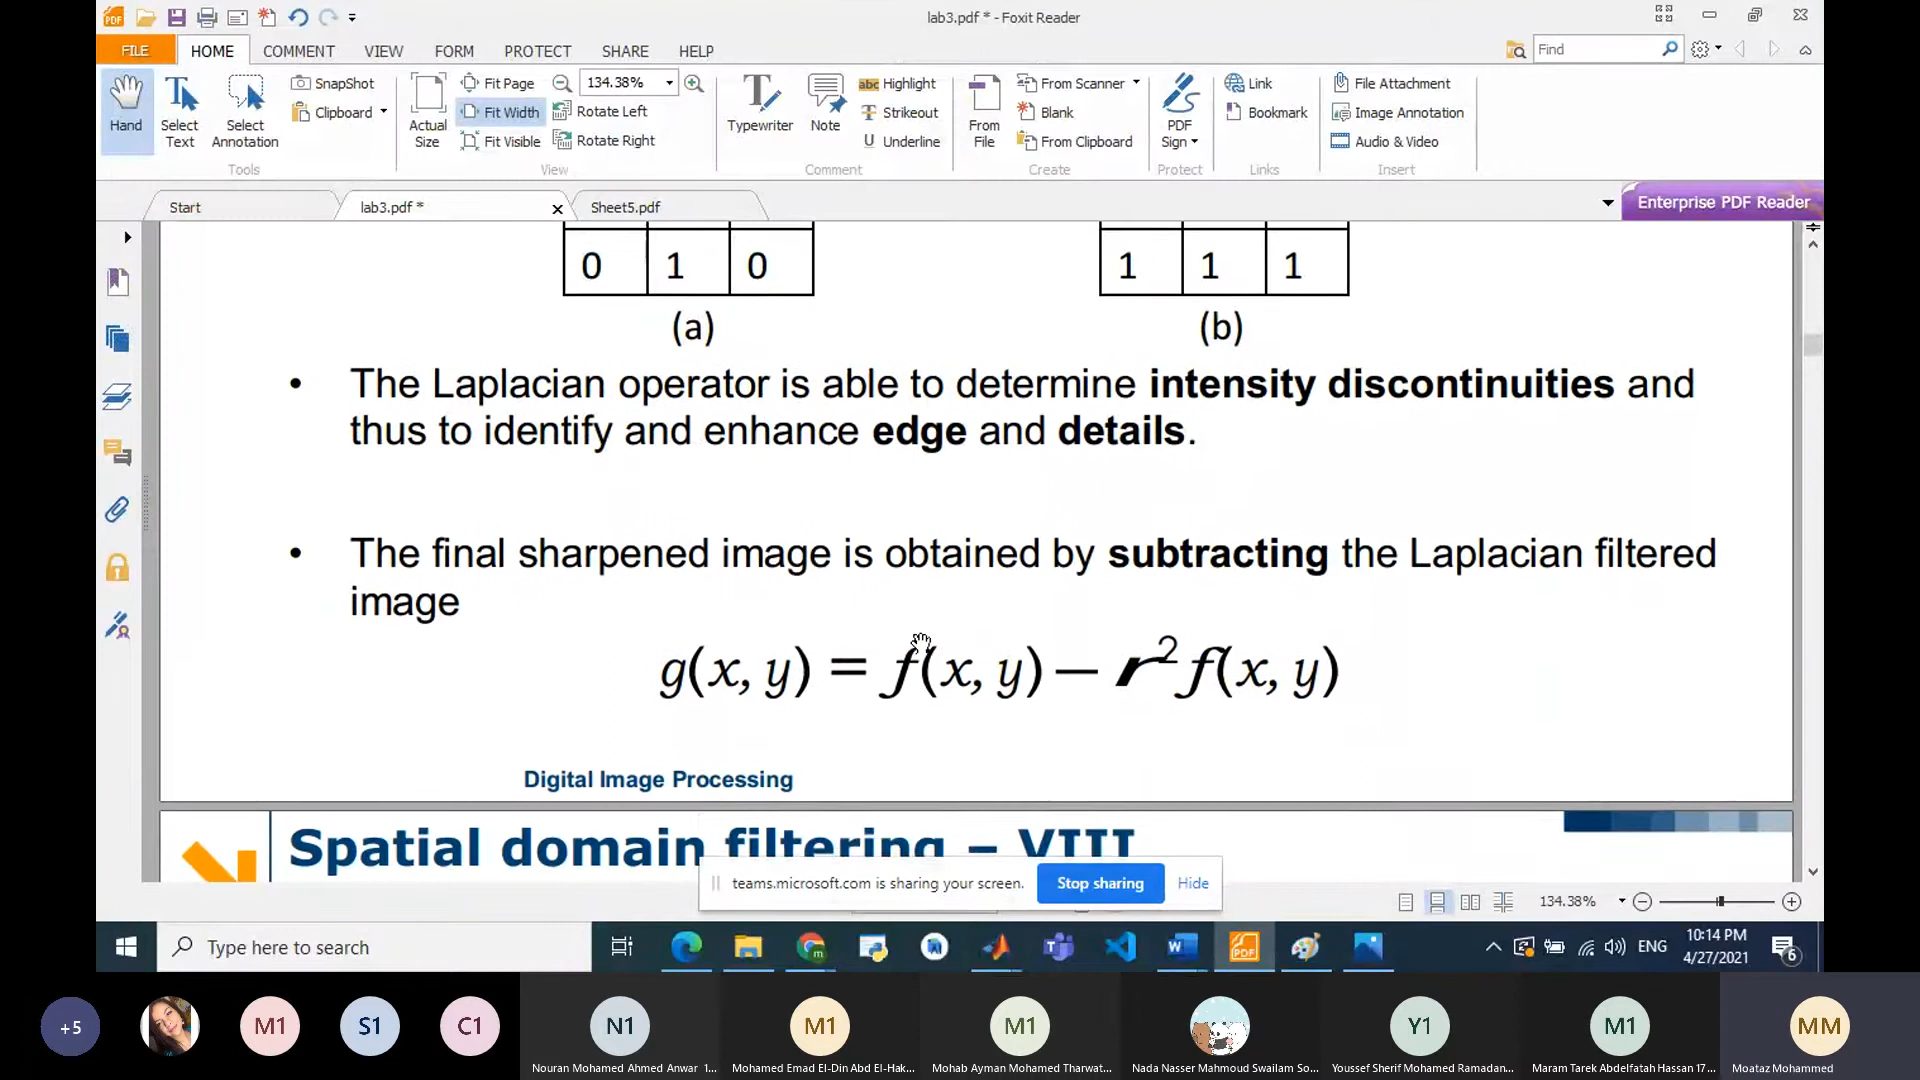 lab3.pdf * - Foxit Reader
FILE
HOME
COMMENT
VIEW
FORM
PROTECT
SHARE
HELP
Find
Hand
Select Text
Select Annotation
SnapShot
Clipboard
Tools
Actual Size
Fit Page
Fit Width
Fit Visible
134.38%
Rotate Left
Rotate Right
View
Typewriter
Note
Highlight
Strikeout
Underline
Comment
From File
From Scanner
Blank
From Clipboard
Create
PDF Sign
Protect
Link
Bookmark
Links
File Attachment
Image Annotation
Audio & Video
Insert
Start
lab3.pdf *
Sheet5.pdf
Enterprise PDF Reader
0 1 0
1 1 1
(a)
(b)
• The Laplacian operator is able to determine intensity discontinuities and
thus to identify and enhance edge and details.
• The final sharpened image is obtained by subtracting the Laplacian filtered
image
g(x, y) = f(x, y) − r² f(x, y)
Digital Image Processing
Spatial domain filtering – VIII
teams.microsoft.com is sharing your screen.
Stop sharing
Hide
134.38%
Type here to search
ENG
10:14 PM
4/27/2021
6
+5
M1
S1
C1
N1
M1
M1
Y1
M1
MM
Nouran Mohamed Ahmed Anwar 1...
Mohamed Emad El-Din Abd El-Hak...
Mohab Ayman Mohamed Tharwat...
Nada Nasser Mahmoud Swailam So...
Youssef Sherif Mohamed Ramadan...
Maram Tarek Abdelfatah Hassan 17...
Moataz Mohammed